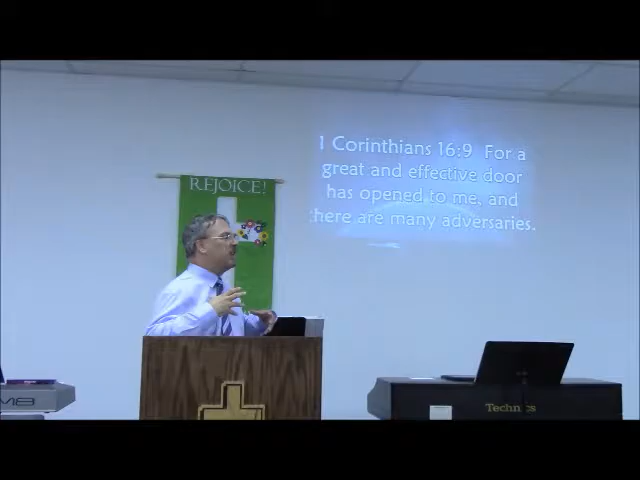 REJOICE!
1 Corinthians 16:9 For a
great and effective door
has opened to me, and
there are many adversaries.
Technics